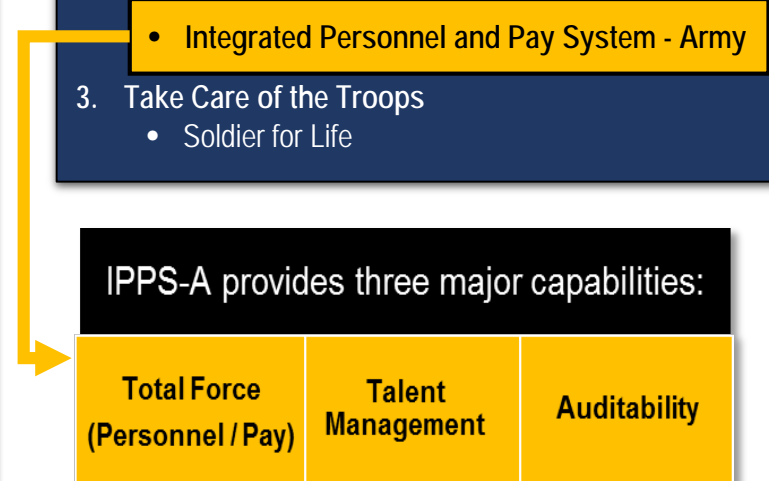 • Integrated Personnel and Pay System - Army
3. Take Care of the Troops
• Soldier for Life
IPPS-A provides three major capabilities:
Total Force
(Personnel / Pay)
Talent
Management
Auditability